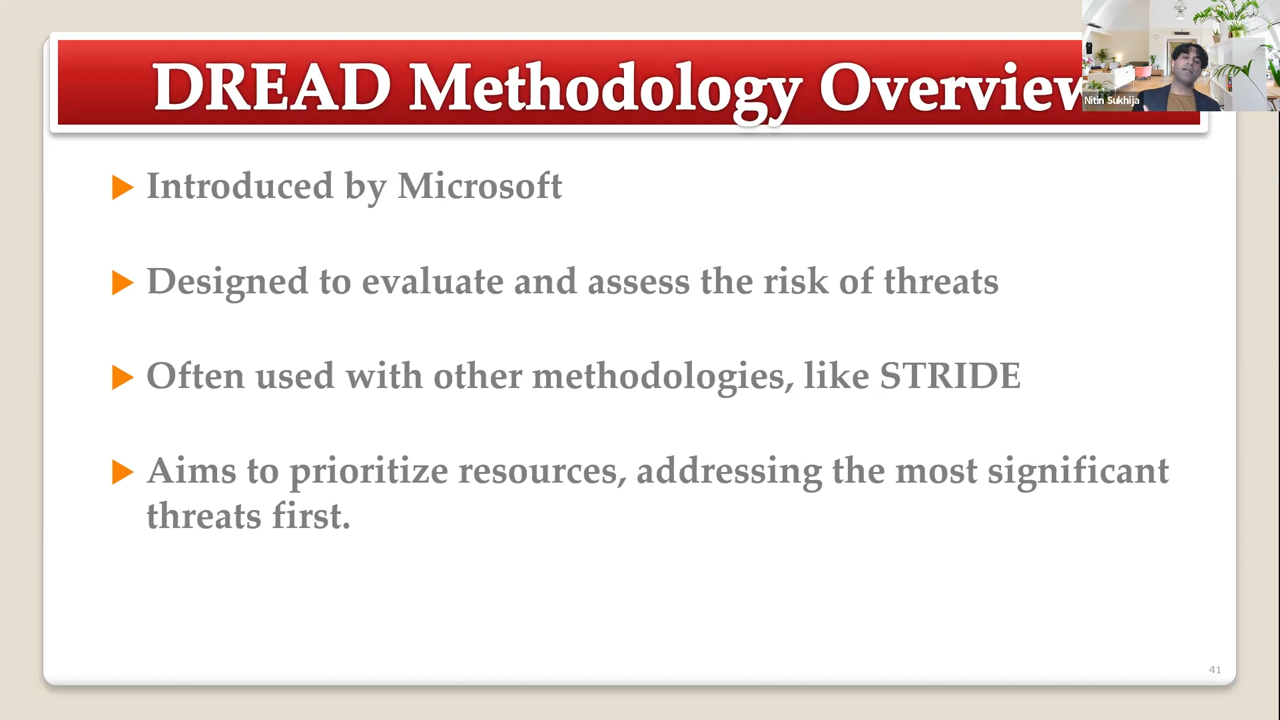 DREAD Methodology Overview
Nitin Sukhija
Introduced by Microsoft
Designed to evaluate and assess the risk of threats
Often used with other methodologies, like STRIDE
Aims to prioritize resources, addressing the most significant
threats first.
41